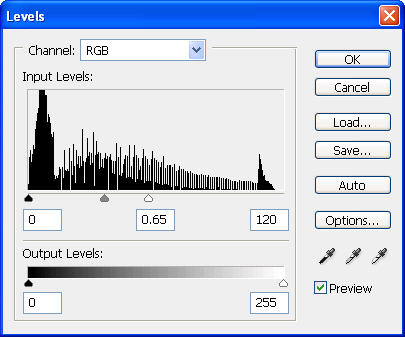 Levels
Channel: RGB
Input Levels:
0 0.65 120
Output Levels:
0 255
OK
Cancel
Load...
Save...
Auto
Options...
Preview